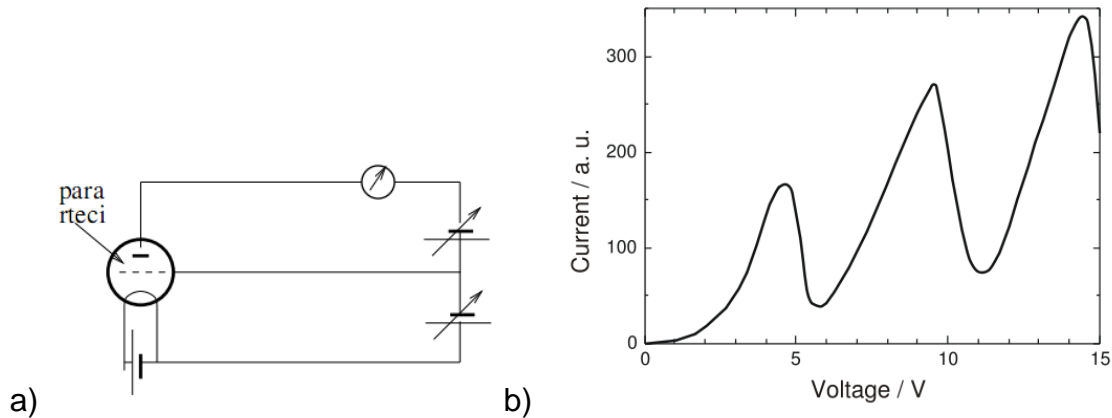 para
rteci
a)
b)
Current / a. u.
300
200
100
0
0
5
10
15
Voltage / V